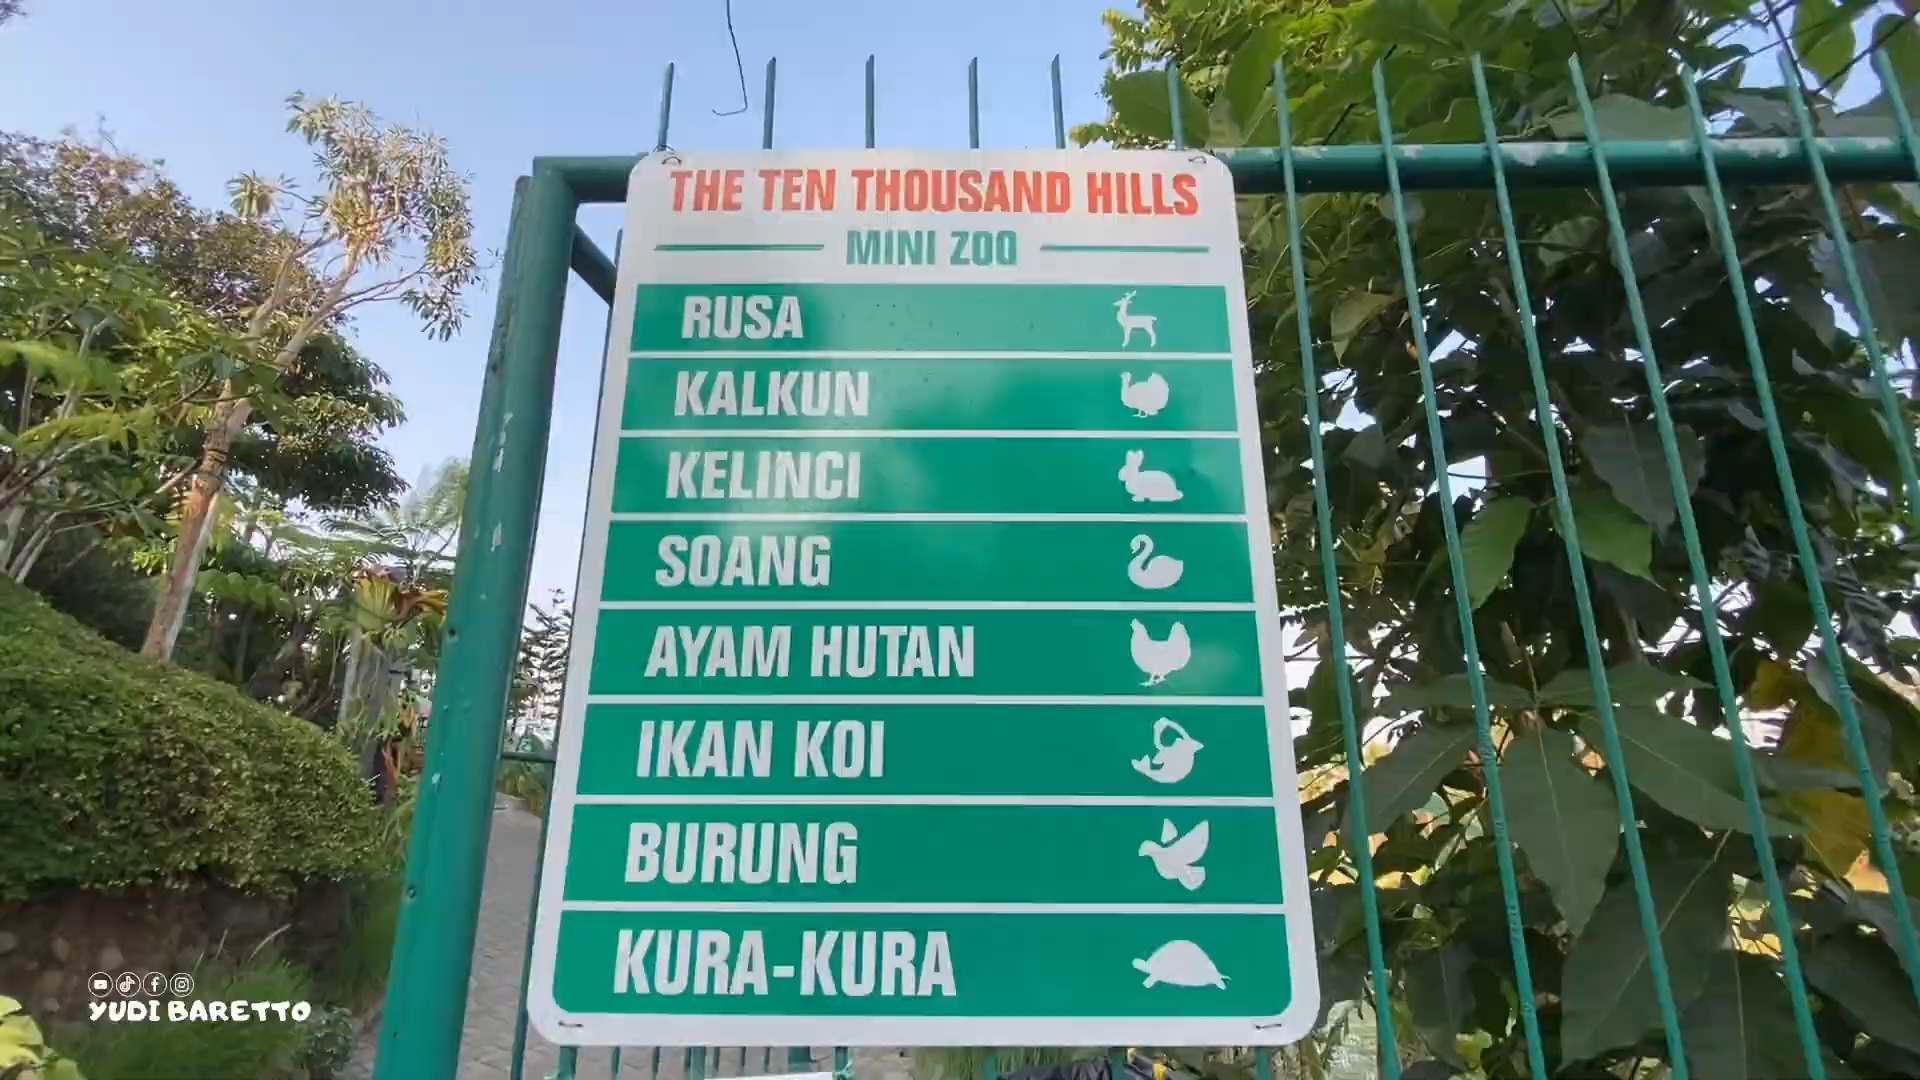 THE TEN THOUSAND HILLS
MINI ZOO
RUSA
KALKUN
KELINCI
SOANG
AYAM HUTAN
IKAN KOI
BURUNG
KURA-KURA
YUDI BARETTO